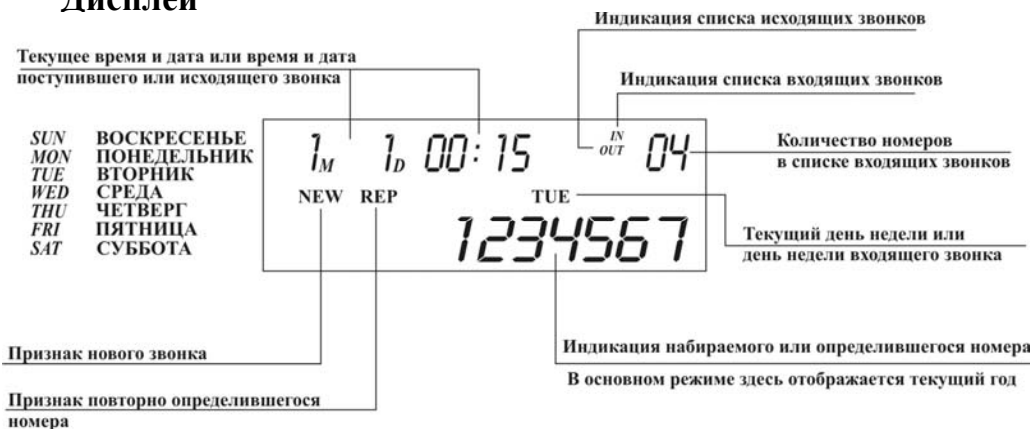 Дисплей
Индикация списка исходящих звонков
Текущее время и дата или время и дата
поступившего или исходящего звонка
Индикация списка входящих звонков
SUN ВОСКРЕСЕНЬЕ
MON ПОНЕДЕЛЬНИК
TUE ВТОРНИК
WED СРЕДА
THU ЧЕТВЕРГ
FRI ПЯТНИЦА
SAT СУББОТА
1M 1D 00:15 IN OUT 04
NEW REP TUE
1234567
Количество номеров
в списке входящих звонков
Текущий день недели или
день недели входящего звонка
Признак нового звонка
Индикация набираемого или определившегося номера
В основном режиме здесь отображается текущий год
Признак повторно определившегося
номера